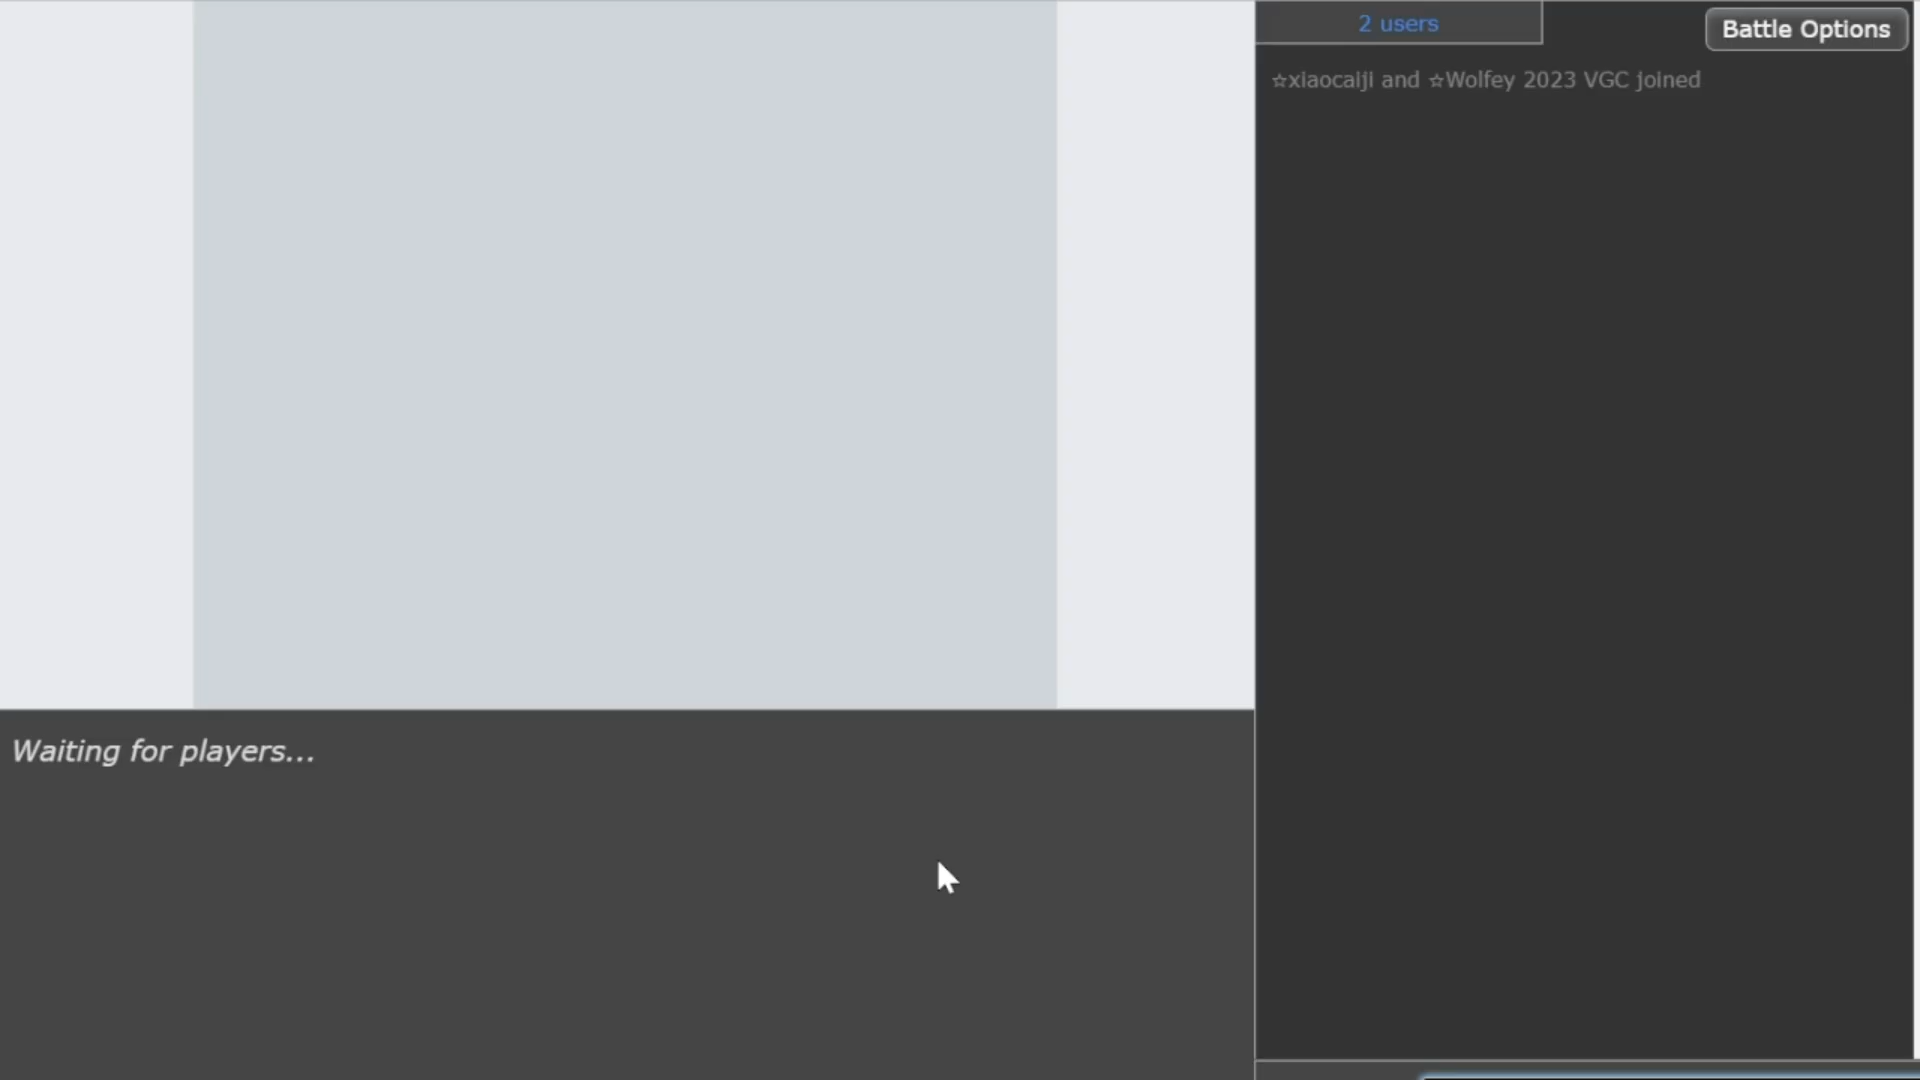 2 users
Battle Options
☆xiaocaiji and ☆Wolfey 2023 VGC joined
Waiting for players...